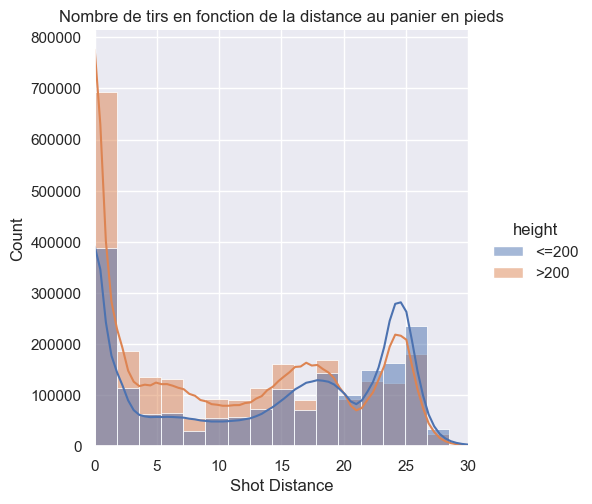 Nombre de tirs en fonction de la distance au panier en pieds
800000
700000
600000
500000
400000
300000
200000
100000
0
Count
0 5 10 15 20 25 30
Shot Distance
height
<=200
>200